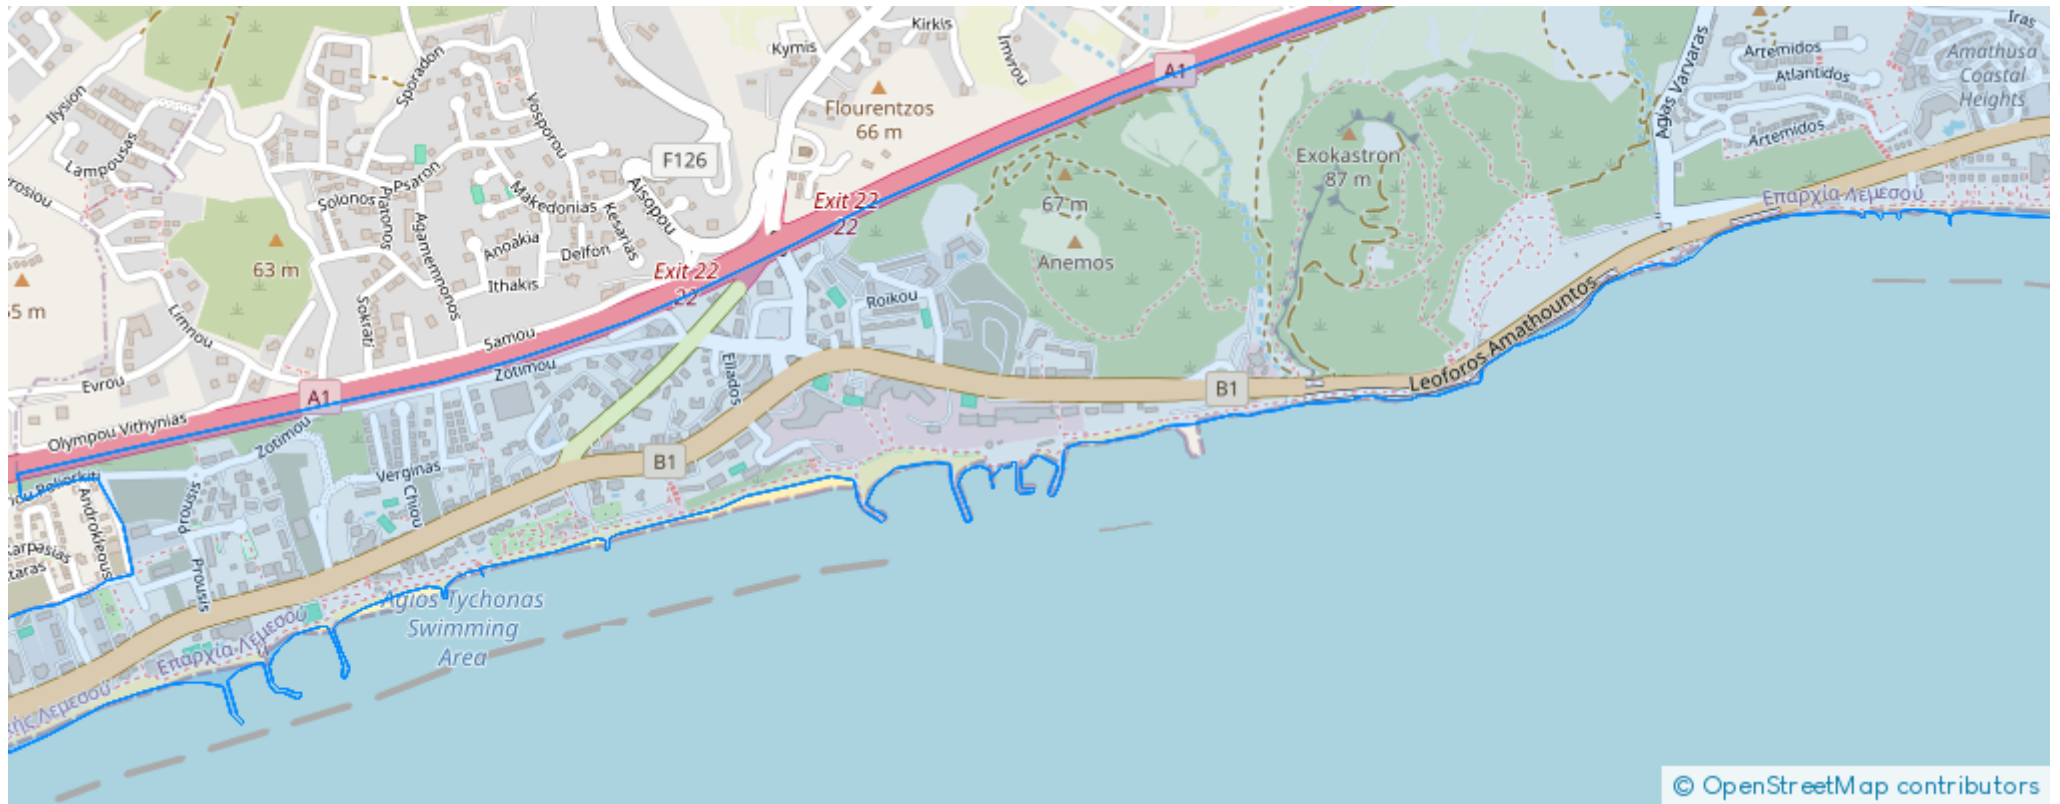 Kirkis
Iras
Kymis
Imvrou
Artemidos
Amathusa
Coastal
Heights
Sporadon
A1
Atlantidos
Ilysion
Agias Varvaras
Flourentzos
66 m
Vosporou
Artemidos
Lampousas
F126
Exokastron
87 m
Psaron
Makedonias
Aisopou
Solonos
Exit 22
22
67 m
Επαρχία Λεμεσού
Agamemnonos
Kesarias
Anoakia
Delfon
63 m
Anemos
Exit 22
22
Ithakis
Roikou
Sokrati
Limnou
Samou
Leoforos Amathountos
Zotimou
Evrou
Ellados
B1
A1
Olympou Vithynias
Zotimou
B1
Verginas
Chiou
Androkleous
Prousis
Prousis
Agios Tychonas
Swimming
Area
Επαρχία Λεμεσού
© OpenStreetMap contributors